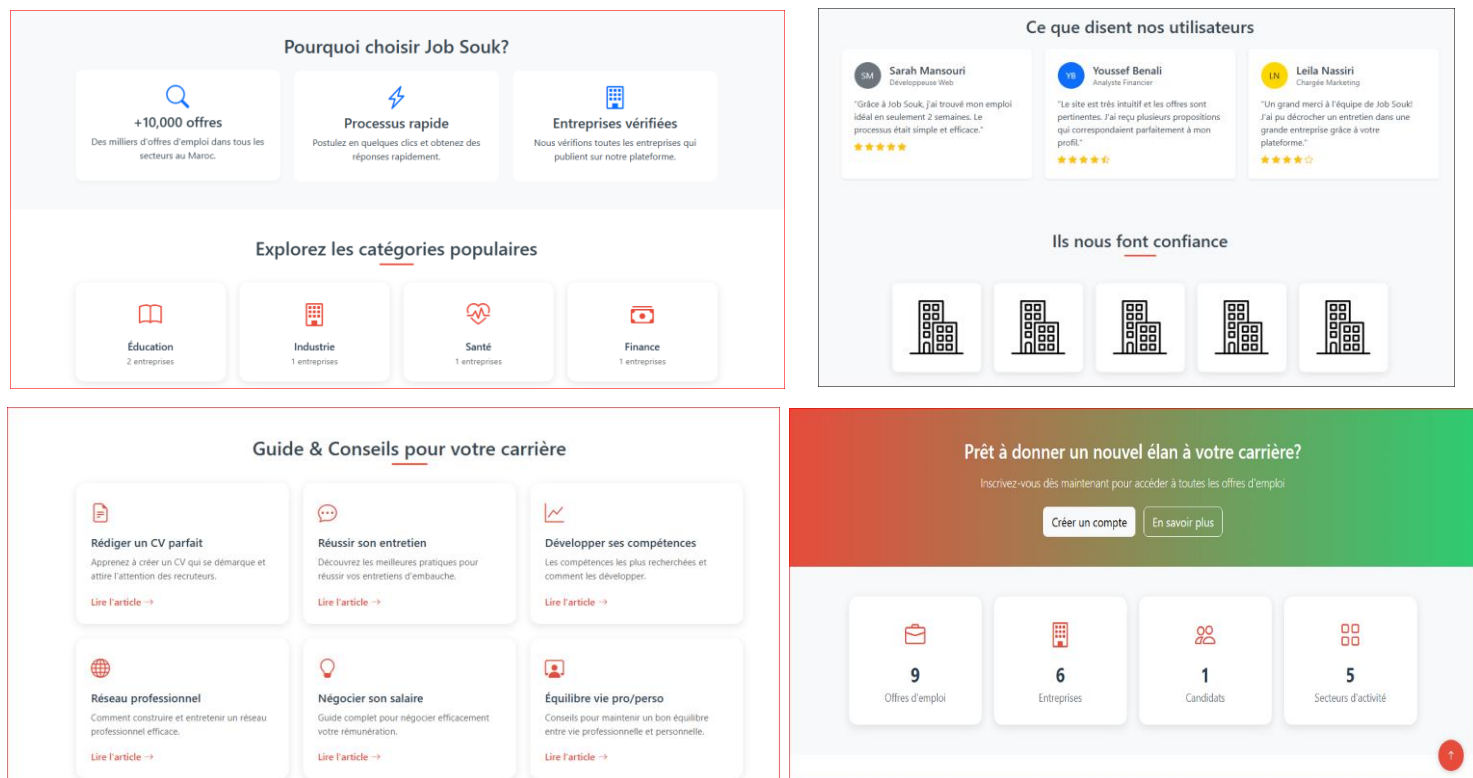 Pourquoi choisir Job Souk?
+10,000 offres
Des milliers d'offres d'emploi dans tous les
secteurs au Maroc.
Processus rapide
Postulez en quelques clics et obtenez des
réponses rapidement.
Entreprises vérifiées
Nous vérifions toutes les entreprises qui
publient sur notre plateforme.
Explorez les catégories populaires
Éducation
2 entreprises
Industrie
1 entreprises
Santé
1 entreprises
Finance
1 entreprises
Ce que disent nos utilisateurs
SM
Sarah Mansouri
Développeuse Web
"Grâce à Job Souk, j'ai trouvé mon emploi
idéal en seulement 2 semaines. Le
processus était simple et efficace."
YB
Youssef Benali
Analyste Financier
"Le site est très intuitif et les offres sont
pertinentes. J'ai reçu plusieurs propositions
qui correspondaient parfaitement à mon
profil."
LN
Leila Nassiri
Chargée Marketing
"Un grand merci à l'équipe de Job Souk!
J'ai pu décrocher un entretien dans une
grande entreprise grâce à votre
plateforme."
Ils nous font confiance
Guide & Conseils pour votre carrière
Rédiger un CV parfait
Apprenez à créer un CV qui se démarque et
attire l'attention des recruteurs.
Lire l'article →
Réussir son entretien
Découvrez les meilleures pratiques pour
réussir vos entretiens d'embauche.
Lire l'article →
Développer ses compétences
Les compétences les plus recherchées et
comment les développer.
Lire l'article →
Réseau professionnel
Comment construire et entretenir un réseau
professionnel efficace.
Lire l'article →
Négocier son salaire
Guide complet pour négocier efficacement
votre rémunération.
Lire l'article →
Équilibre vie pro/perso
Conseils pour maintenir un bon équilibre
entre vie professionnelle et personnelle.
Lire l'article →
Prêt à donner un nouvel élan à votre carrière?
Inscrivez-vous dès maintenant pour accéder à toutes les offres d'emploi
Créer un compte
En savoir plus
9
Offres d'emploi
6
Entreprises
1
Candidats
5
Secteurs d'activité